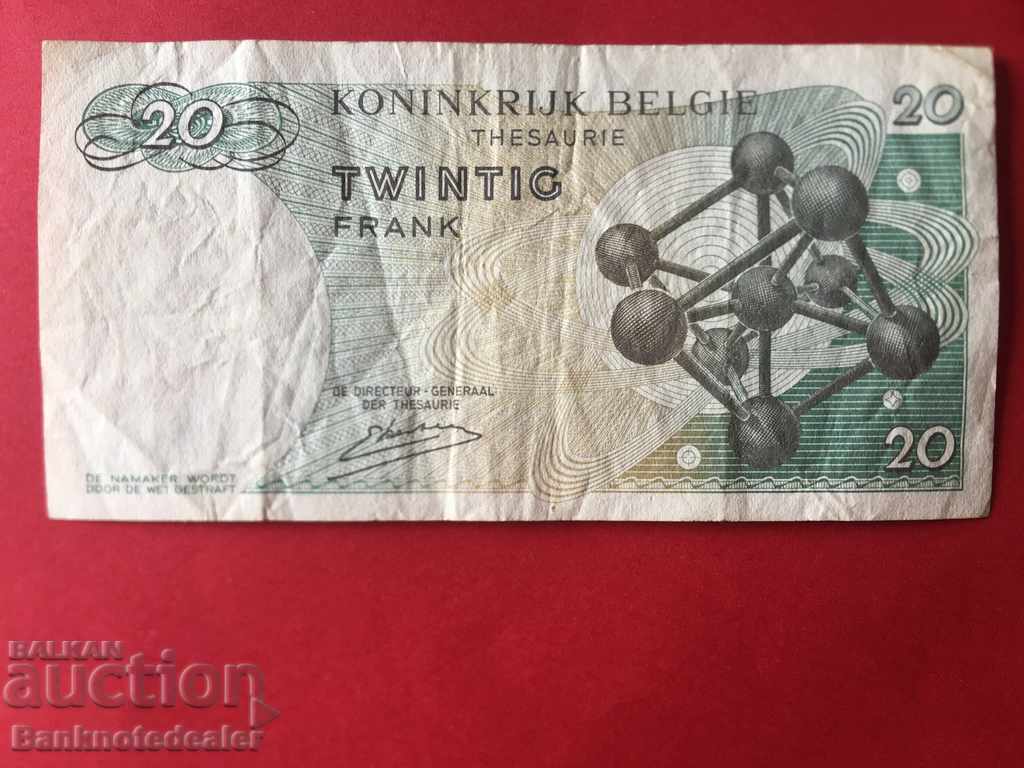 20
KONINKRIJK BELGIE
THESAURIE
TWINTIG
FRANK
20
DE DIRECTEUR-GENERAAL
DER THESAURIE
DE NAMAKER WORDT
DOOR DE WET GESTRAFT
20
BALKAN
auction
Banknotedealer